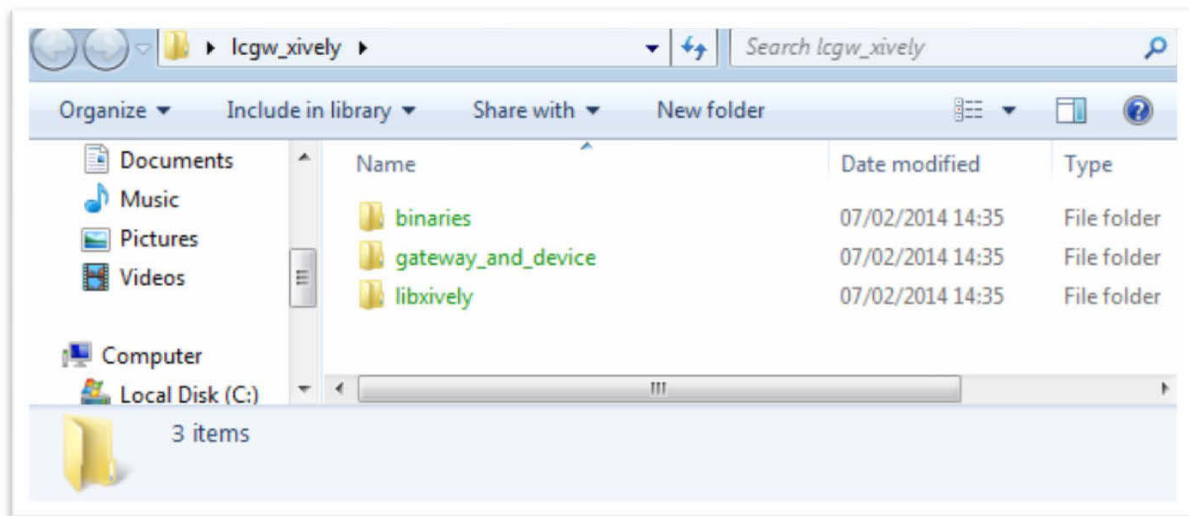 lcgw_xively
Search lcgw_xively
Organize Include in library Share with New folder
Documents
Music
Pictures
Videos
Computer
Local Disk (C:)
Name Date modified Type
binaries 07/02/2014 14:35 File folder
gateway_and_device 07/02/2014 14:35 File folder
libxively 07/02/2014 14:35 File folder
3 items